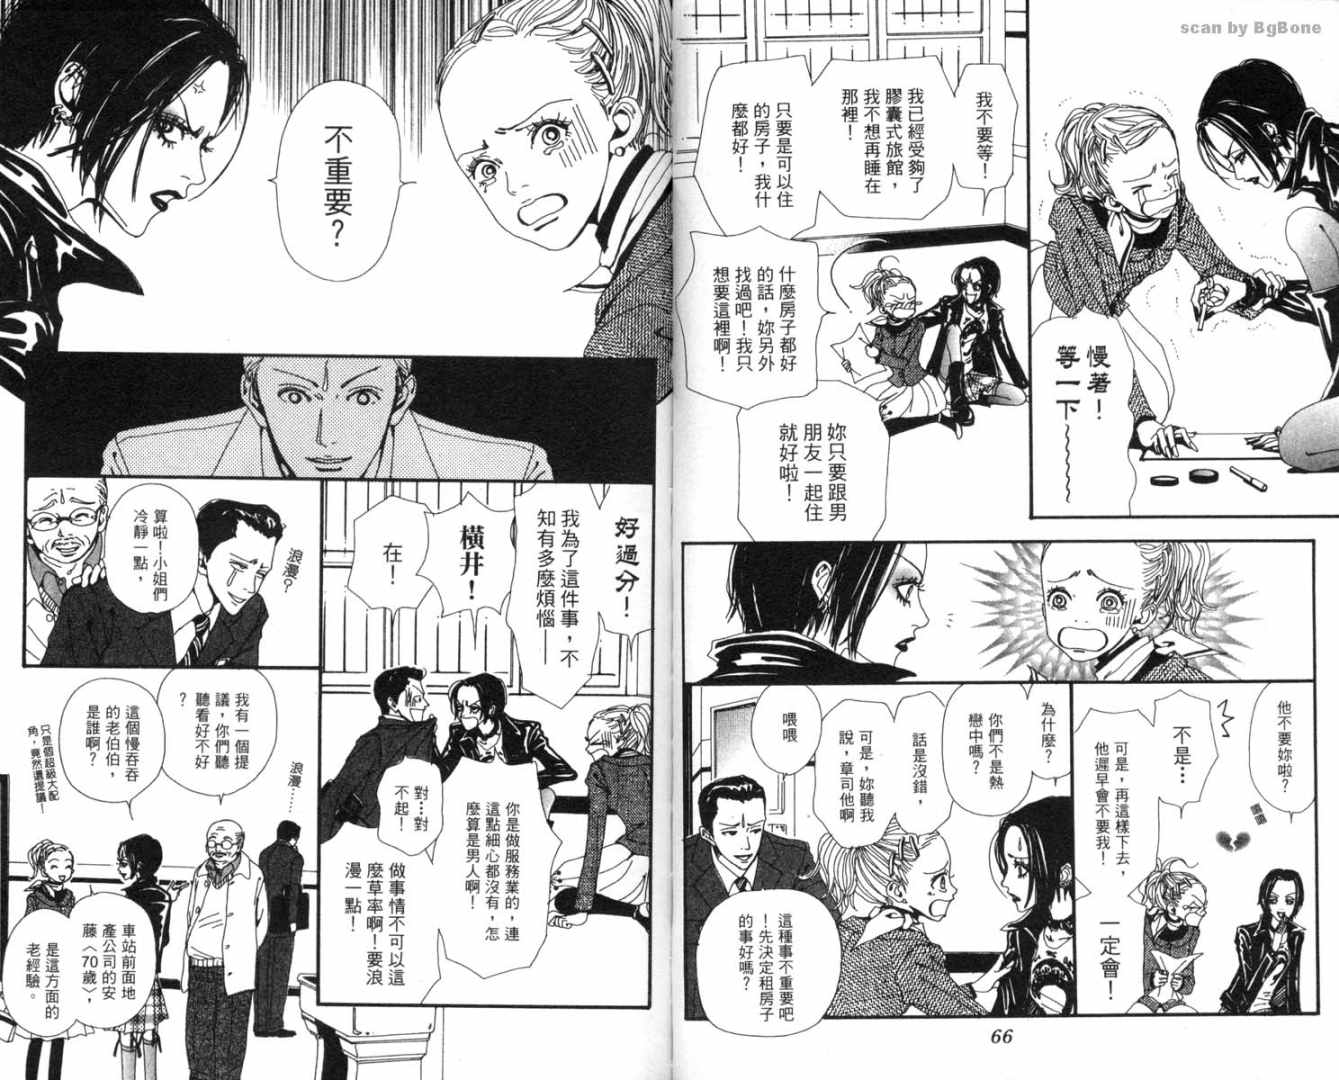 scan by BgBone
慢著！
等一下～～～
我不要等！
我已經受夠了
膠囊式旅館，
我不想再睡在
那裡！
只要是可以住
的房子，我什
麼都好！
什麼房子都好
的話，妳另外
找過吧！我只
想要這裡啊！
妳只要跟男
朋友一起住
就好啦！
他不要妳啦？
不是…
可是，再這樣下去，
他遲早會不要我！
一定會！
為什麼？
你們不是熱
戀中嗎？
話是沒錯，
可是，妳聽我
說，章司他啊
喂喂
這種事不重要吧
！先決定租房子
的事好嗎？
66
不重要？
好過分！
我為了這件事，不
知有多麼煩惱——
橫井！
在！
你是做服務業的，連
這點細心都沒有，怎
麼算是男人啊！
對…對
不起！
做事情不可以這
麼草率啊！要浪
漫一點！
浪漫？
算啦！小姐們
冷靜一點，
我有一個提
議，你們聽
聽看好不好
？
浪漫……
這個慢吞吞
的老伯伯，
是誰啊？
只是個超級大配
角，竟然還提議—
車站前面地
產公司的安
藤〈70歲〉，
是這方面的
老經驗。